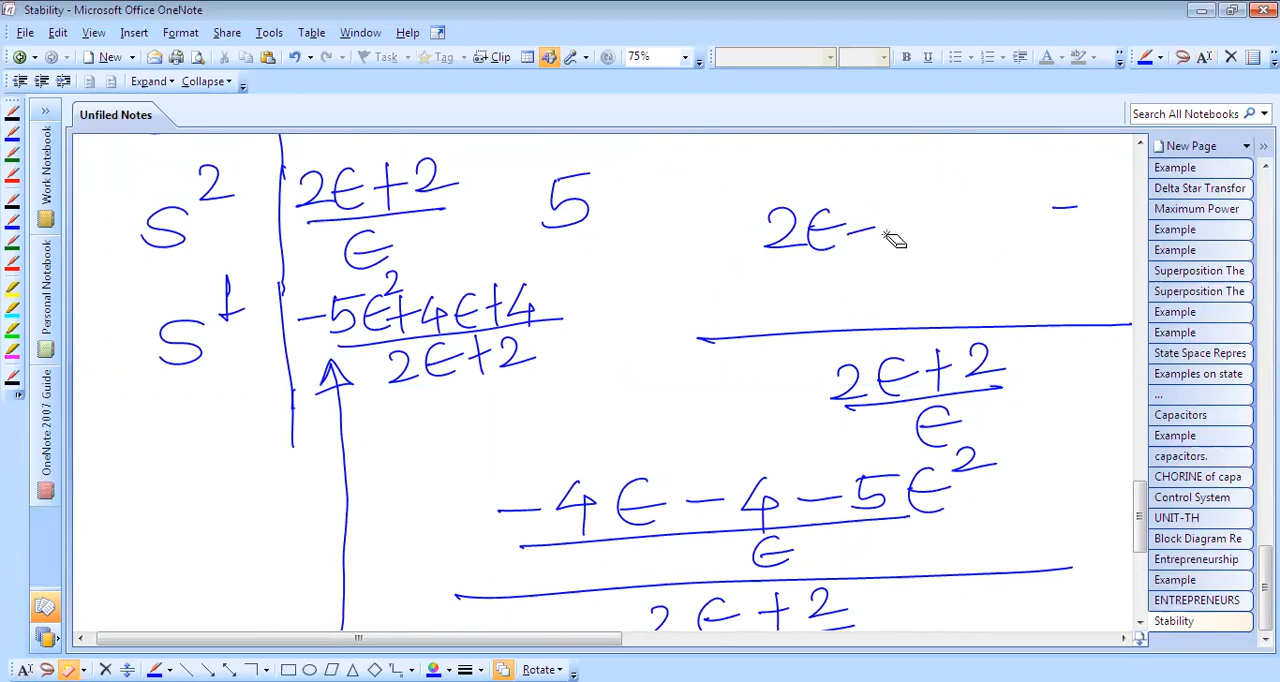 Stability - Microsoft Office OneNote
File Edit View Insert Format Share Tools Table Window Help
New Task Tag Clip 75% B U
Expand Collapse
Unfiled Notes
Search All Notebooks
Work Notebook
Personal Notebook
OneNote 2007 Guide
New Page
Example
Delta Star Transfor
Maximum Power
Example
Example
Superposition The
Example
Superposition The
Example
Example
State Space Repres
Examples on state
...
Capacitors
Example
capacitors.
CHORINE of capa
Control System
UNIT-TH
Block Diagram Re
Entrepreneurship
Example
ENTREPRENEURS
Stability
S² 2ϵ+2 5
ϵ
2ϵ- -
S¹ -5ϵ²+4ϵ+4
2ϵ+2
2ϵ+2
ϵ
-4ϵ-4-5ϵ²
ϵ
2ϵ+2
Rotate